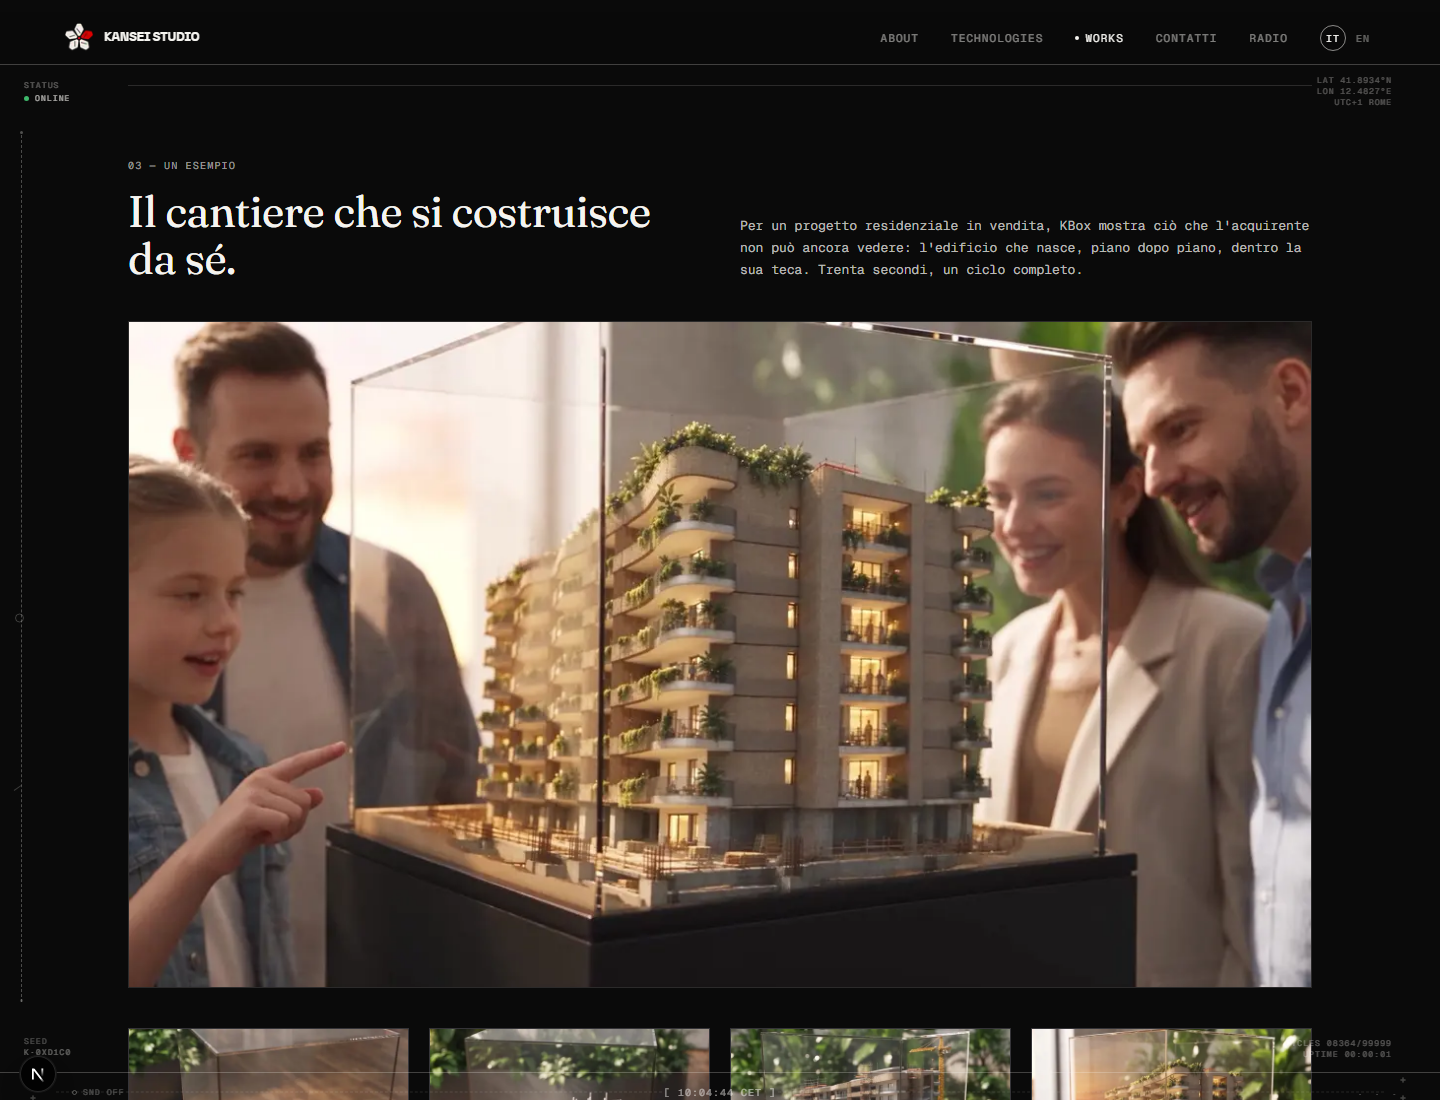 KANSEI STUDIO
ABOUT
TECHNOLOGIES
WORKS
CONTATTI
RADIO
IT
EN
STATUS
ONLINE
LAT 41.8934°N
LON 12.4827°E
UTC+1 ROME
03 — UN ESEMPIO
Il cantiere che si costruisce
da sé.
Per un progetto residenziale in vendita, KBox mostra ciò che l'acquirente
non può ancora vedere: l'edificio che nasce, piano dopo piano, dentro la
sua teca. Trenta secondi, un ciclo completo.
SEED
K-0XD1C0
08364/99999
00:00:01
N
SND OFF
[ 10:04:44 CET ]